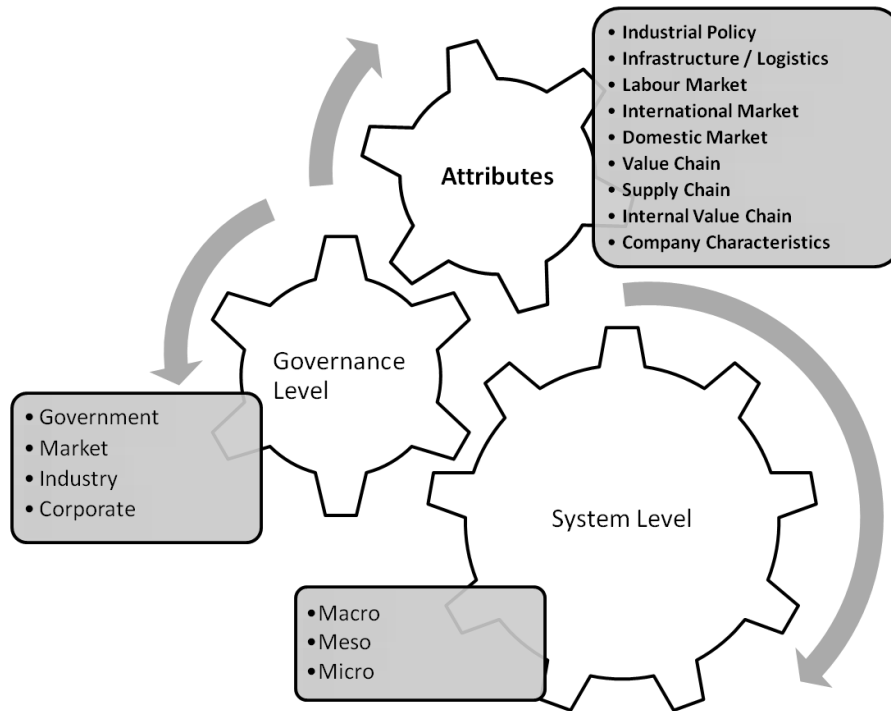 • Industrial Policy
• Infrastructure / Logistics
• Labour Market
• International Market
• Domestic Market
• Value Chain
• Supply Chain
• Internal Value Chain
• Company Characteristics
Attributes
Governance
Level
• Government
• Market
• Industry
• Corporate
System Level
•Macro
•Meso
•Micro